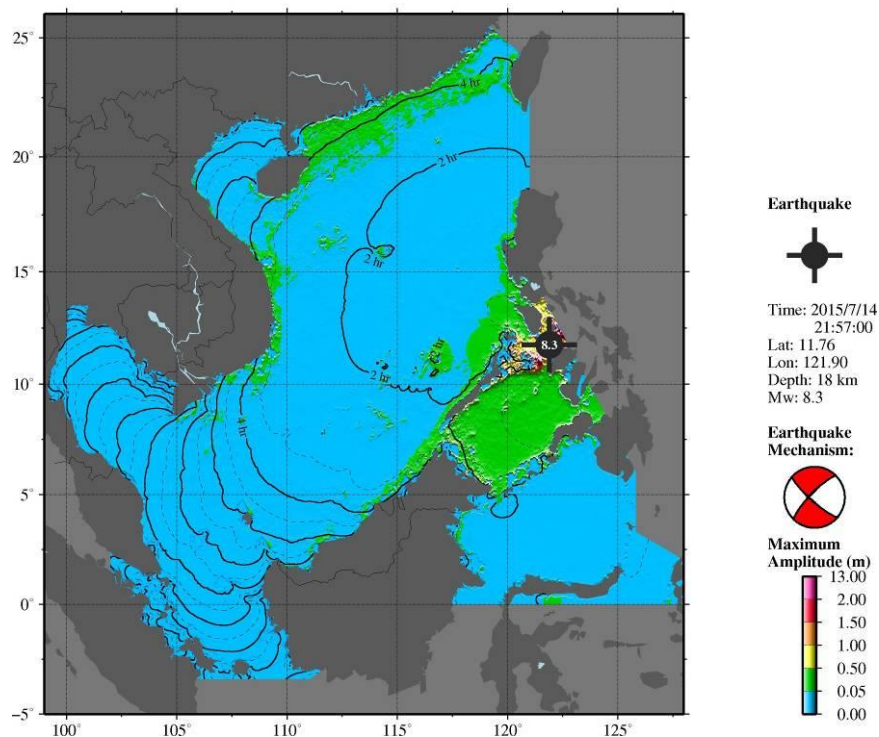 25°
20°
15°
10°
5°
0°
−5°
100°
105°
110°
115°
120°
125°
4 hr
2 hr
2 hr
2 hr
4 hr
8.3
Earthquake
Time: 2015/7/14
21:57:00
Lat: 11.76
Lon: 121.90
Depth: 18 km
Mw: 8.3
Earthquake
Mechanism:
Maximum
Amplitude (m)
13.00
2.00
1.50
1.00
0.50
0.05
0.00